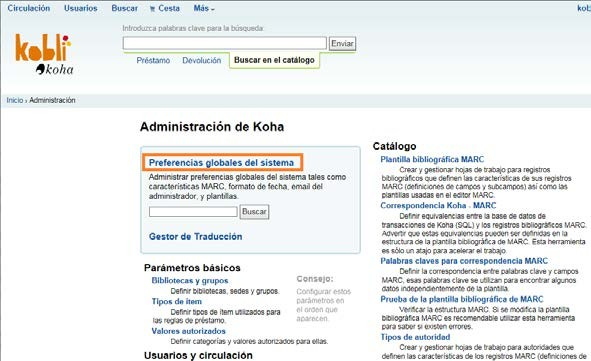 Circulación Usuarios Buscar Cesta Más
kobli
koha
Introduzca palabras clave para la búsqueda:
Enviar
Préstamo Devolución Buscar en el catálogo
Inicio › Administración
Administración de Koha
Preferencias globales del sistema
Administrar preferencias globales del sistema tales como
características MARC, formato de fecha, email del
administrador, y plantillas.
Buscar
Gestor de Traducción
Parámetros básicos
Bibliotecas y grupos
Definir bibliotecas, sedes y grupos.
Tipos de ítem
Definir tipos de ítem utilizados para
las reglas de préstamo.
Valores autorizados
Definir categorías y valores autorizados para ellas.
Usuarios y circulación
Consejo:
Configurar estos
parámetros en
el orden que
aparecen.
Catálogo
Plantilla bibliográfica MARC
Crear y gestionar hojas de trabajo para registros
bibliográficos que definen las características de sus registros
MARC (definiciones de campos y subcampos) así como las
plantillas usadas en el editor MARC.
Correspondencia Koha - MARC
Definir equivalencias entre la base de datos de
transacciones de Koha (SQL) y los registros bibliográficos MARC.
Advertir que estas equivalencias pueden ser definidas en la
estructura de la plantilla bibliográfica de MARC. Esta herramienta
es sólo un atajo para acelerar el trabajo.
Palabras claves para correspondencia MARC
Definir la correspondencia entre palabras clave y campos
MARC, esas palabras clave se utilizan para encontrar algunos
datos independientemente de la plantilla.
Prueba de la plantilla bibliográfica de MARC
Verificar la estructura MARC. Si se modifica la plantilla
bibliográfica MARC es recomendable utilizar esta herramienta
para saber si existen errores.
Tipos de autoridad
Crear y gestionar hojas de trabajo para autoridades que
definen las características de los registros MARC (definiciones de